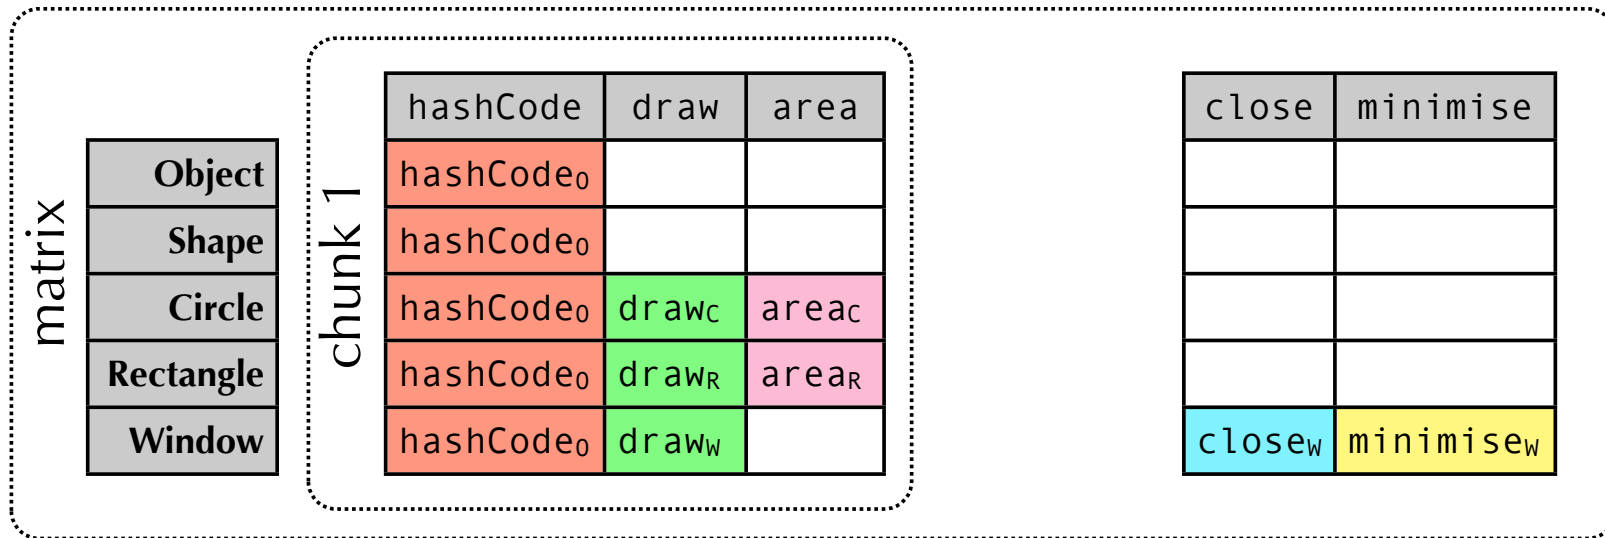 matrix
chunk 1
hashCode draw area close minimise
Object hashCodeO
Shape hashCodeO
Circle hashCodeO drawC areaC
Rectangle hashCodeO drawR areaR
Window hashCodeO drawW closeW minimiseW